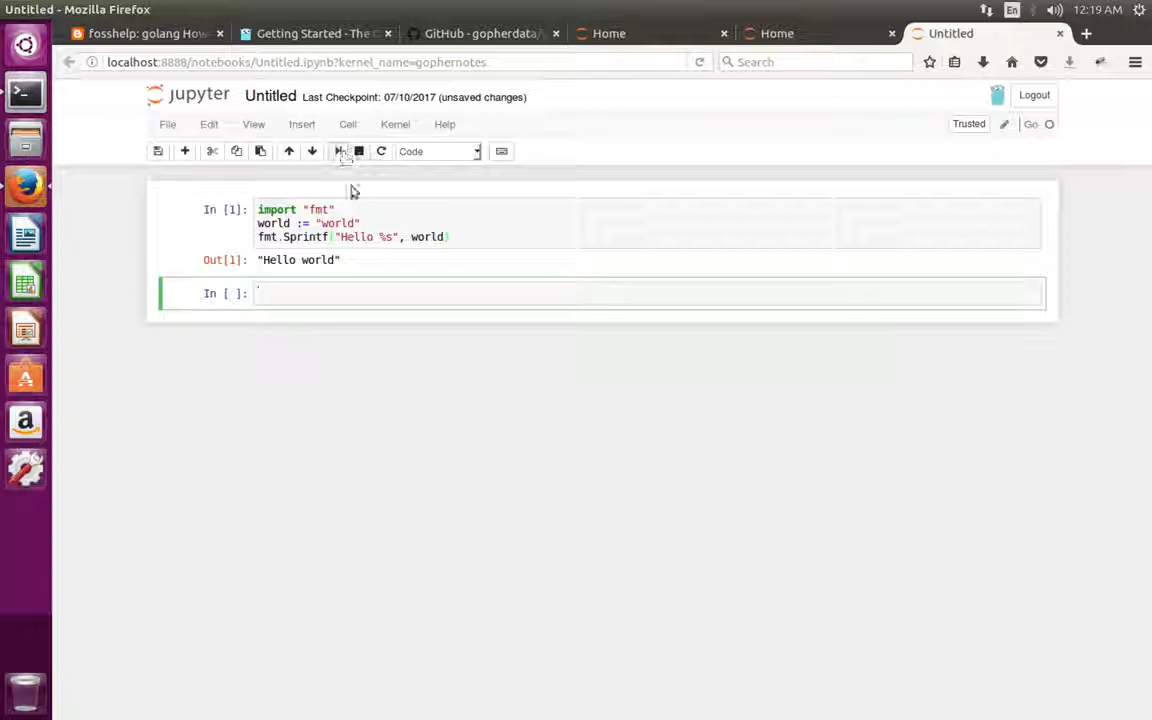 Untitled - Mozilla Firefox
En
12:19 AM
fosshelp: golang How
Getting Started - The
GitHub - gopherdata/
Home
Home
Untitled
localhost:8888/notebooks/Untitled.ipynb?kernel_name=gophernotes
Search
jupyter
Untitled Last Checkpoint: 07/10/2017 (unsaved changes)
Logout
File Edit View Insert Cell Kernel Help
Trusted
Go
Code
In [1]: import "fmt"
world := "world"
fmt.Sprintf("Hello %s", world)
Out[1]: "Hello world"
In [ ]: